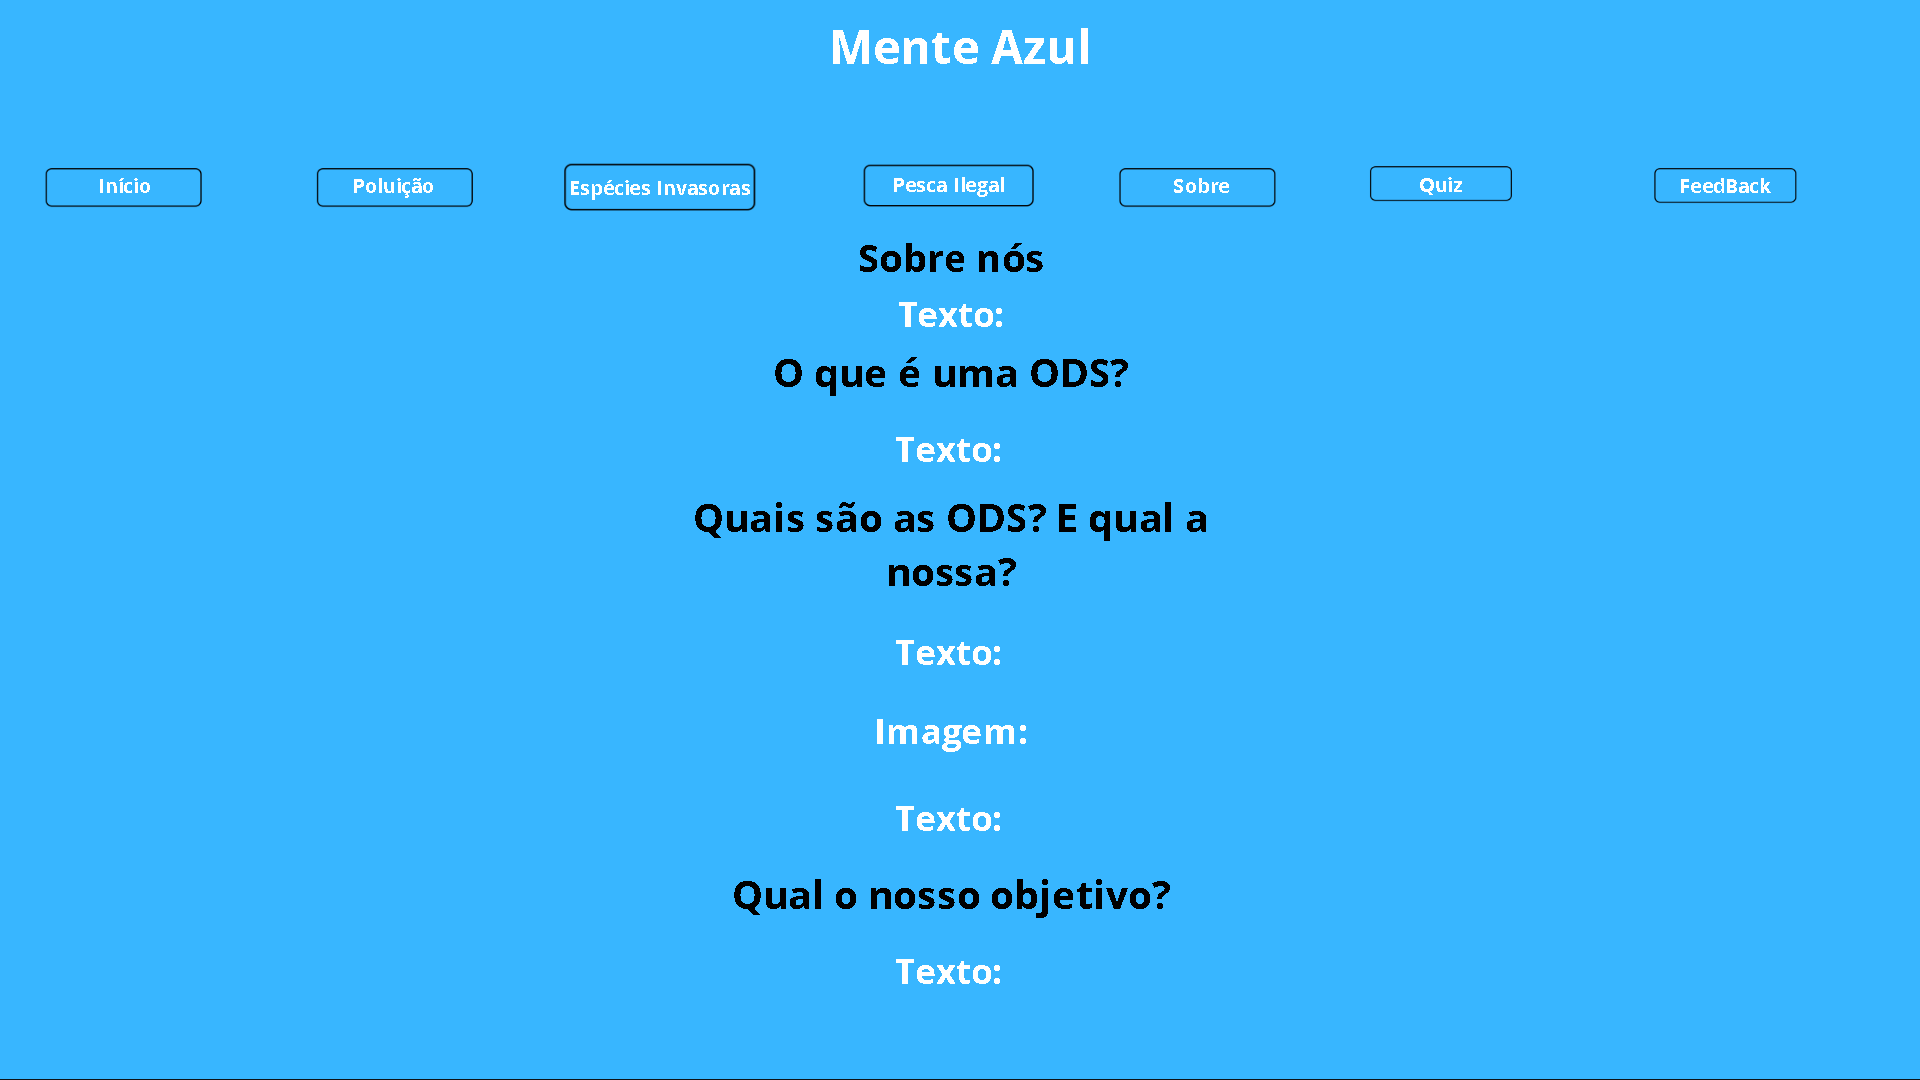 Mente Azul
Início
Poluição
Espécies Invasoras
Pesca Ilegal
Sobre
Quiz
FeedBack
Sobre nós
Texto:
O que é uma ODS?
Texto:
Quais são as ODS? E qual a
nossa?
Texto:
Imagem:
Texto:
Qual o nosso objetivo?
Texto: